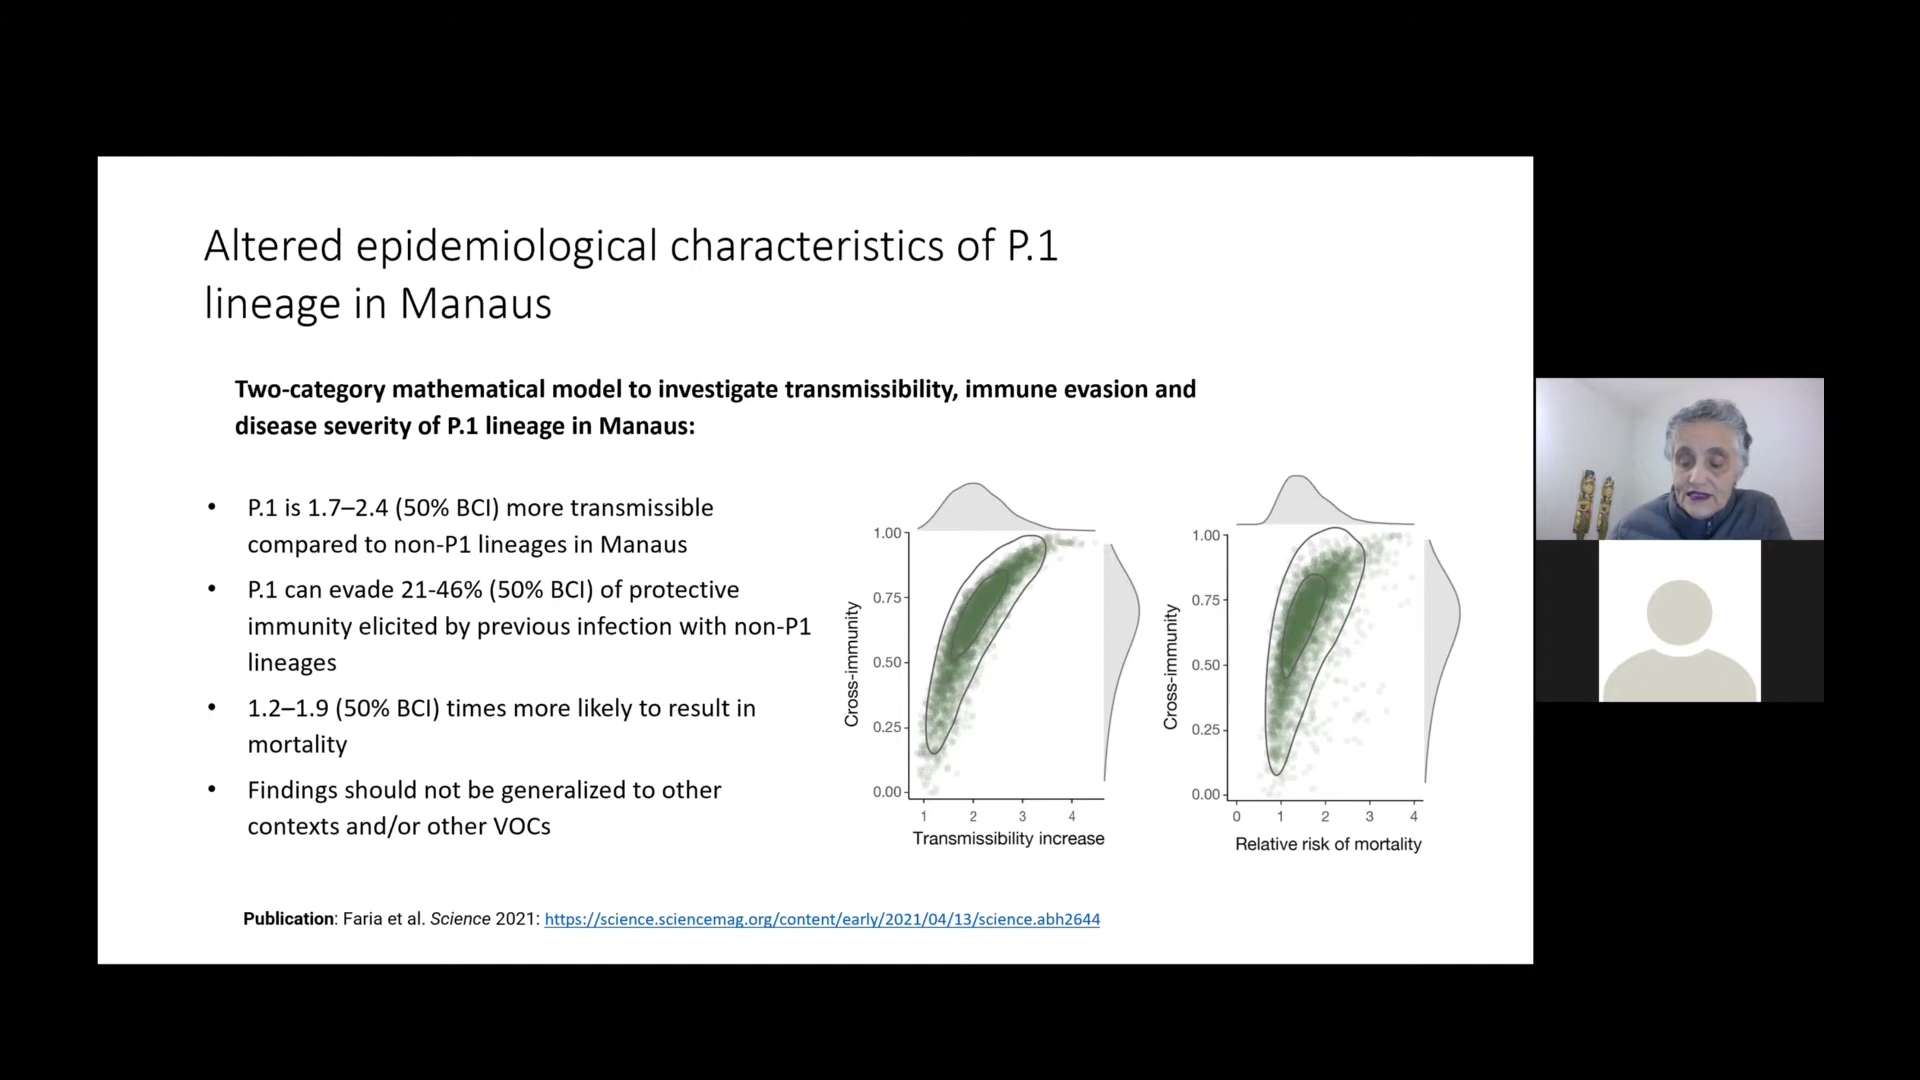 Altered epidemiological characteristics of P.1
lineage in Manaus
Two-category mathematical model to investigate transmissibility, immune evasion and
disease severity of P.1 lineage in Manaus:
• P.1 is 1.7–2.4 (50% BCI) more transmissible
compared to non-P1 lineages in Manaus
• P.1 can evade 21-46% (50% BCI) of protective
immunity elicited by previous infection with non-P1
lineages
• 1.2–1.9 (50% BCI) times more likely to result in
mortality
• Findings should not be generalized to other
contexts and/or other VOCs
Cross-immunity
1.00
0.75
0.50
0.25
0.00
1 2 3 4
Transmissibility increase
Cross-immunity
1.00
0.75
0.50
0.25
0.00
0 1 2 3 4
Relative risk of mortality
Publication: Faria et al. Science 2021: https://science.sciencemag.org/content/early/2021/04/13/science.abh2644